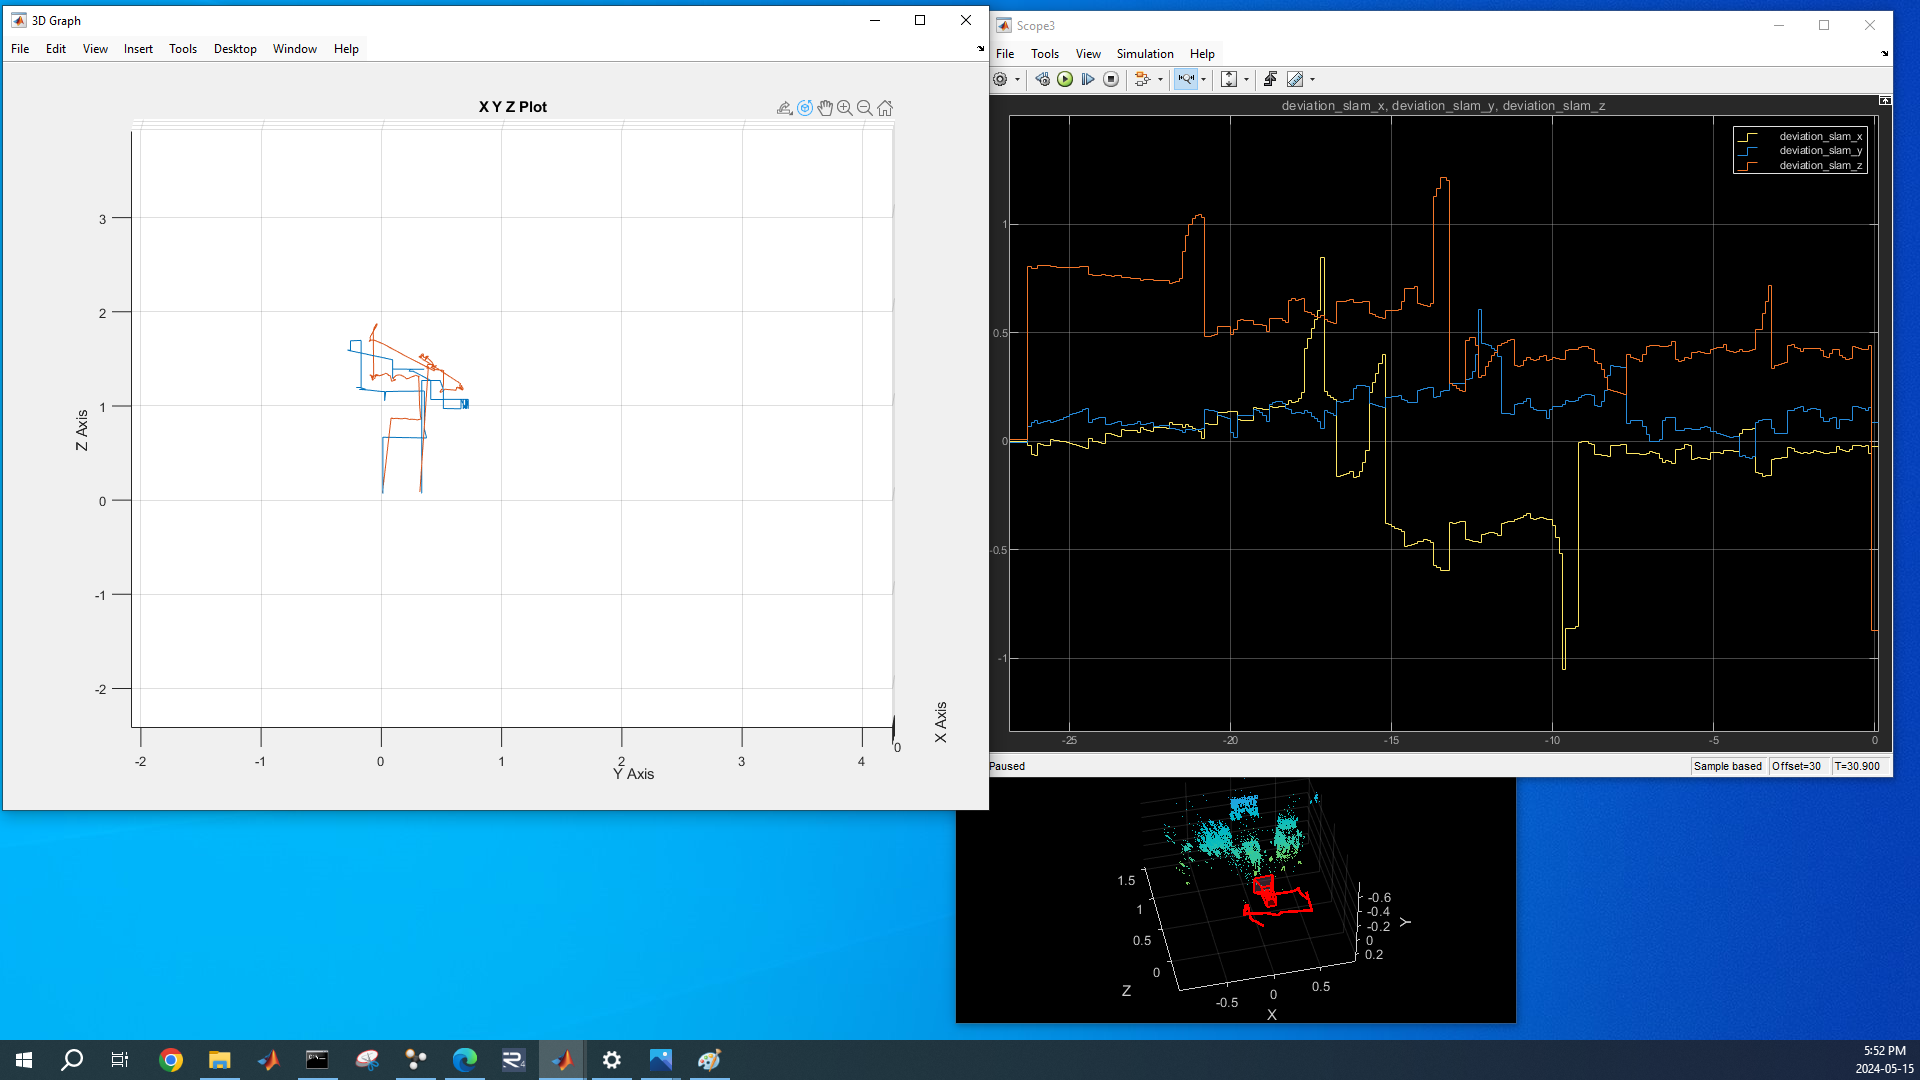 3D Graph
File Edit View Insert Tools Desktop Window Help
X Y Z Plot
3
2
1
0
-1
-2
Z Axis
-2 -1 0 1 2 3 4
Y Axis
0
X Axis
Scope3
File Tools View Simulation Help
deviation_slam_x, deviation_slam_y, deviation_slam_z
deviation_slam_x
deviation_slam_y
deviation_slam_z
1
0.5
0
-0.5
-1
-25 -20 -15 -10 -5 0
Paused
Sample based Offset=30 T=30.900
1.5
1
0.5
0
Z
-0.5 0 0.5
X
-0.6
-0.4
-0.2
0
0.2
Y
5:52 PM
2024-05-15